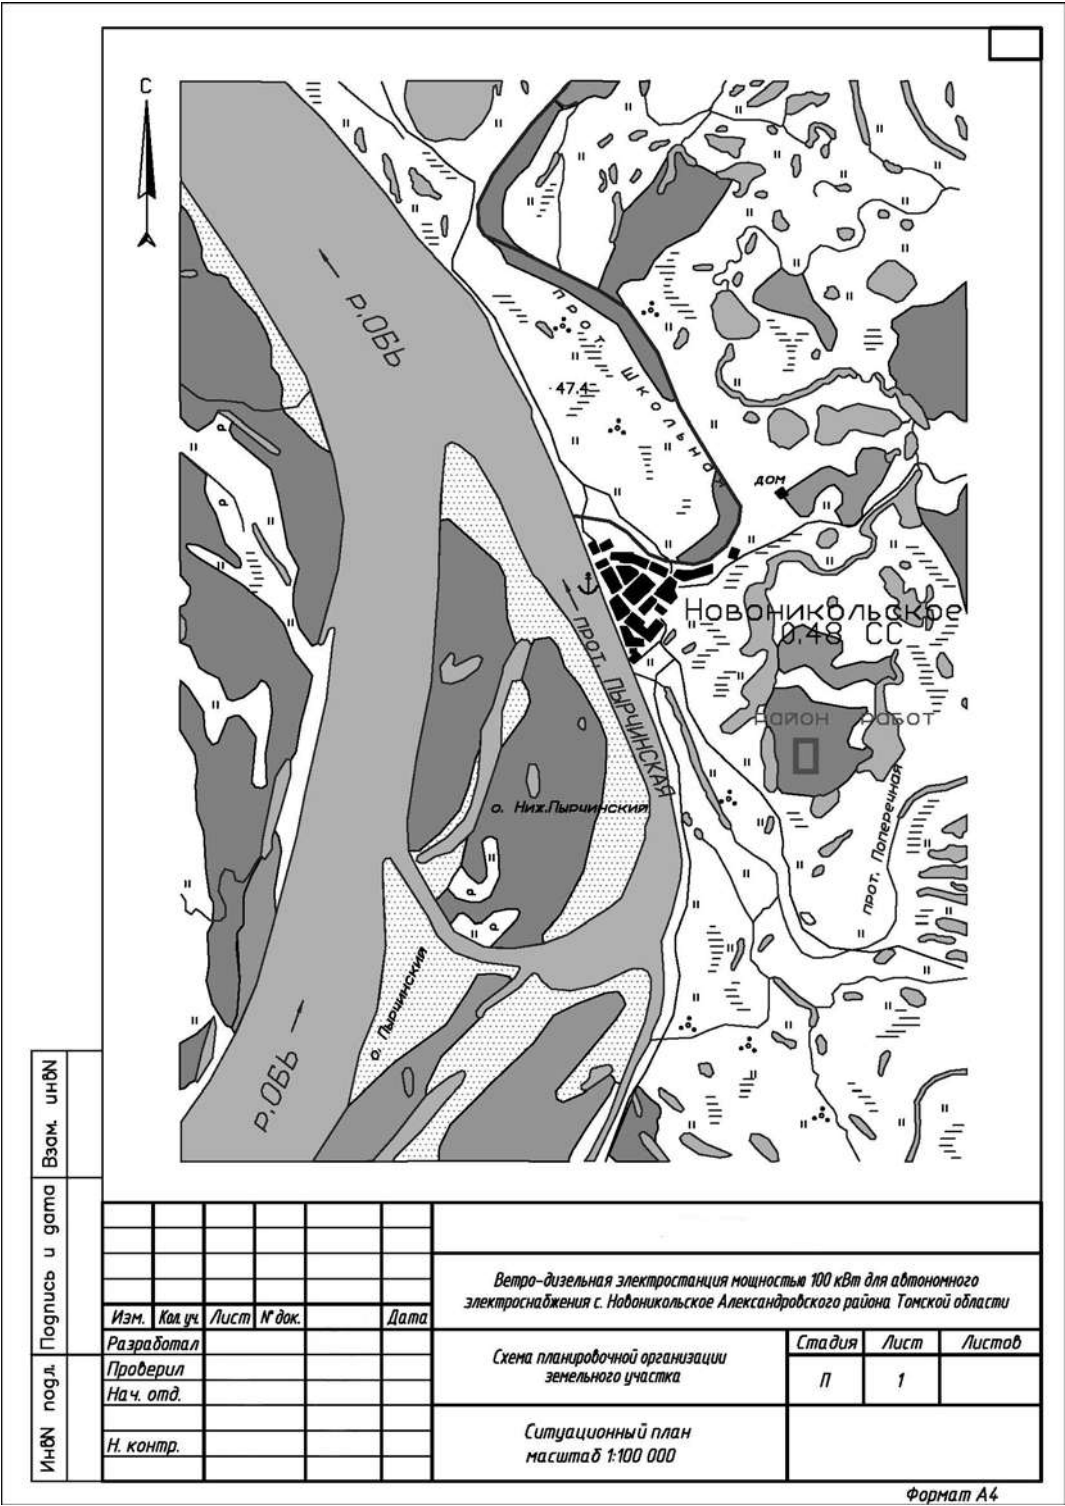 С
р.ОБЬ
прот. ШКОЛЬНАЯ
47.4
ДОМ
Р
Р
прот. ПЫРЧИНСКАЯ
Новоникольское
0,48 СС
РАЙОН РАБОТ
о. Ниж.Пырчинский
прот. Поперечная
Р
Р
о. Пырчинский
р.ОБЬ
Взам. инвN
Подпись и дата
ИнвN подл.
Изм. Кол.уч. Лист N°док. Дата
Разработал
Проверил
Нач. отд.
Н. контр.
Ветро-дизельная электростанция мощностью 100 кВт для автономного
электроснабжения с. Новоникольское Александровского района Томской области
Схема планировочной организации
земельного участка
Стадия Лист Листов
П 1
Ситуационный план
масштаб 1:100 000
Формат А4